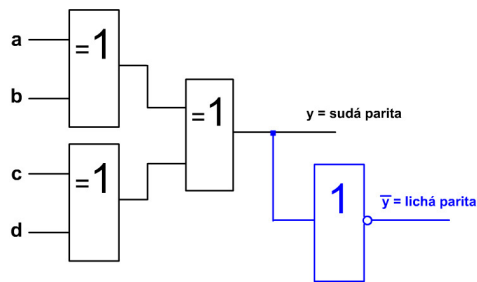 a
=1
b
=1
y = sudá parita
c
=1
d
1
y̅ = lichá parita